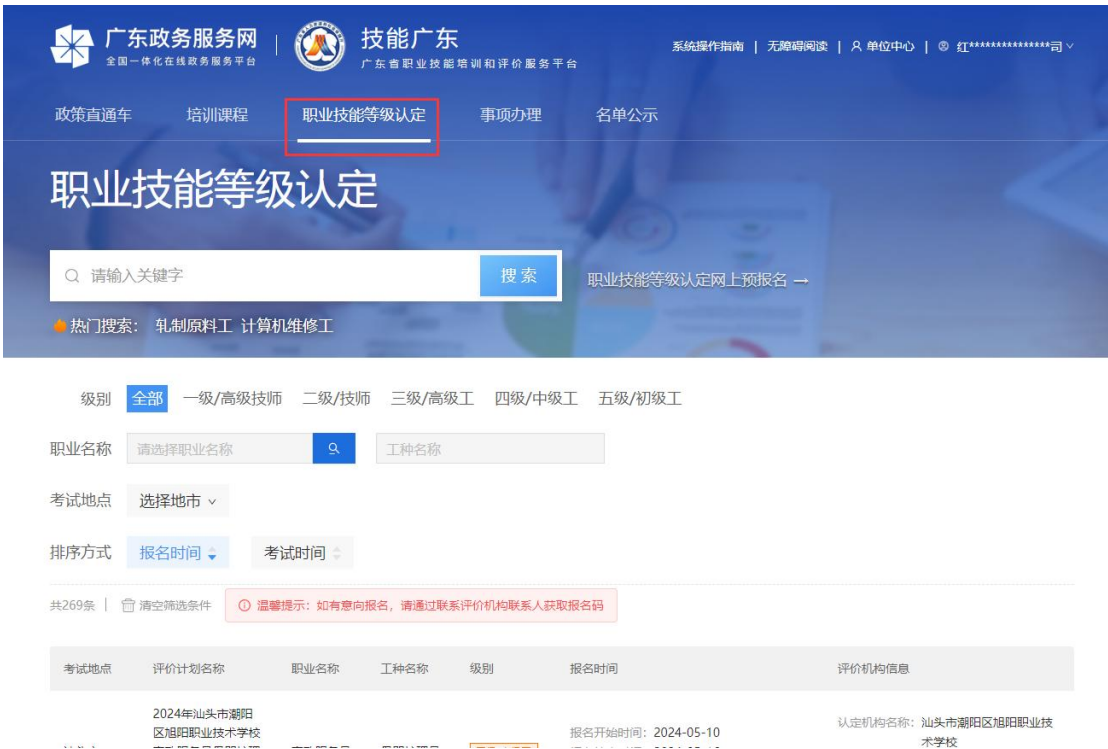 广东政务服务网
全国一体化在线政务服务平台
技能广东
广东省职业技能培训和评价服务平台
系统操作指南 | 无障碍阅读 | 单位中心 | 红***************司
政策直通车 培训课程 职业技能等级认定 事项办理 名单公示
职业技能等级认定
请输入关键字 搜索 职业技能等级认定网上预报名 →
热门搜索： 轧制原料工 计算机维修工
级别 全部 一级/高级技师 二级/技师 三级/高级工 四级/中级工 五级/初级工
职业名称 请选择职业名称 工种名称
考试地点 选择地市
排序方式 报名时间 考试时间
共269条 | 清空筛选条件 温馨提示：如有意向报名，请通过联系评价机构联系人获取报名码
考试地点 评价计划名称 职业名称 工种名称 级别 报名时间 评价机构信息
2024年汕头市潮阳
区旭阳职业技术学校
报名开始时间：2024-05-10
认定机构名称：汕头市潮阳区旭阳职业技
术学校